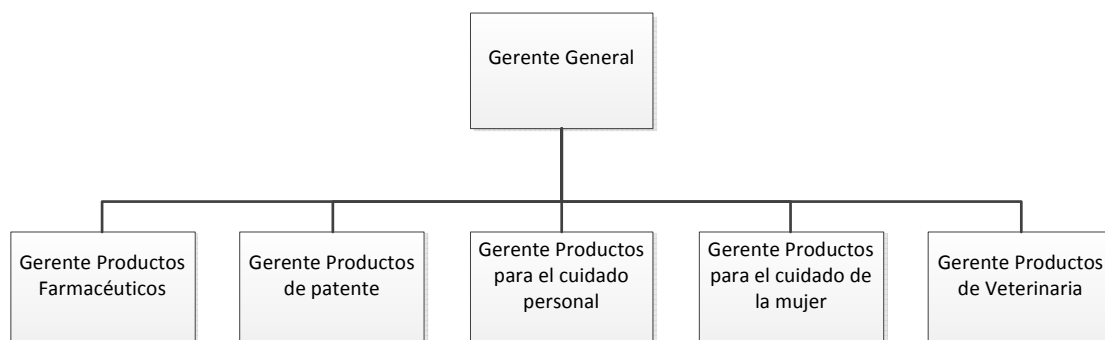 Gerente General
Gerente Productos
Farmacéuticos
Gerente Productos
de patente
Gerente Productos
para el cuidado
personal
Gerente Productos
para el cuidado de
la mujer
Gerente Productos
de Veterinaria